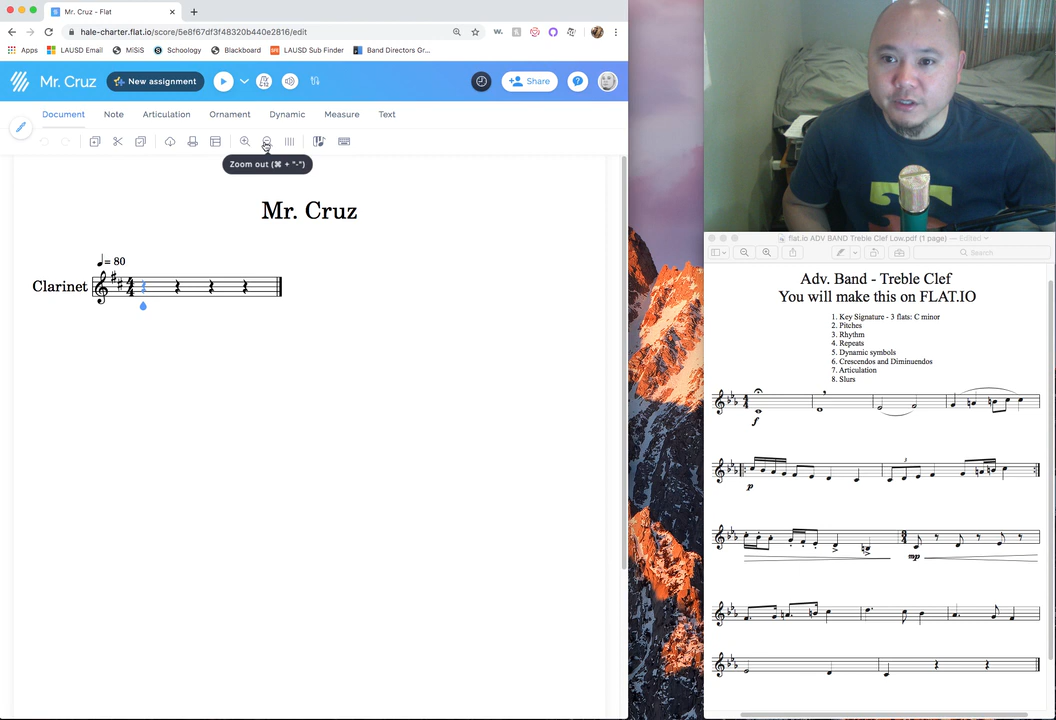 Mr. Cruz - Flat
hale-charter.flat.io/score/5e8f67df3f48320b440e2816/edit
Apps
LAUSD Email
MiSiS
Schoology
Blackboard
LAUSD Sub Finder
Band Directors Gr...
Mr. Cruz
New assignment
Share
Document
Note
Articulation
Ornament
Dynamic
Measure
Text
Zoom out (⌘ + "-")
Mr. Cruz
= 80
Clarinet
flat.io ADV BAND Treble Clef Low.pdf (1 page) — Edited
Search
Adv. Band - Treble Clef
You will make this on FLAT.IO
1. Key Signature - 3 flats: C minor
2. Pitches
3. Rhythm
4. Repeats
5. Dynamic symbols
6. Crescendos and Diminuendos
7. Articulation
8. Slurs
f
p
3
mp